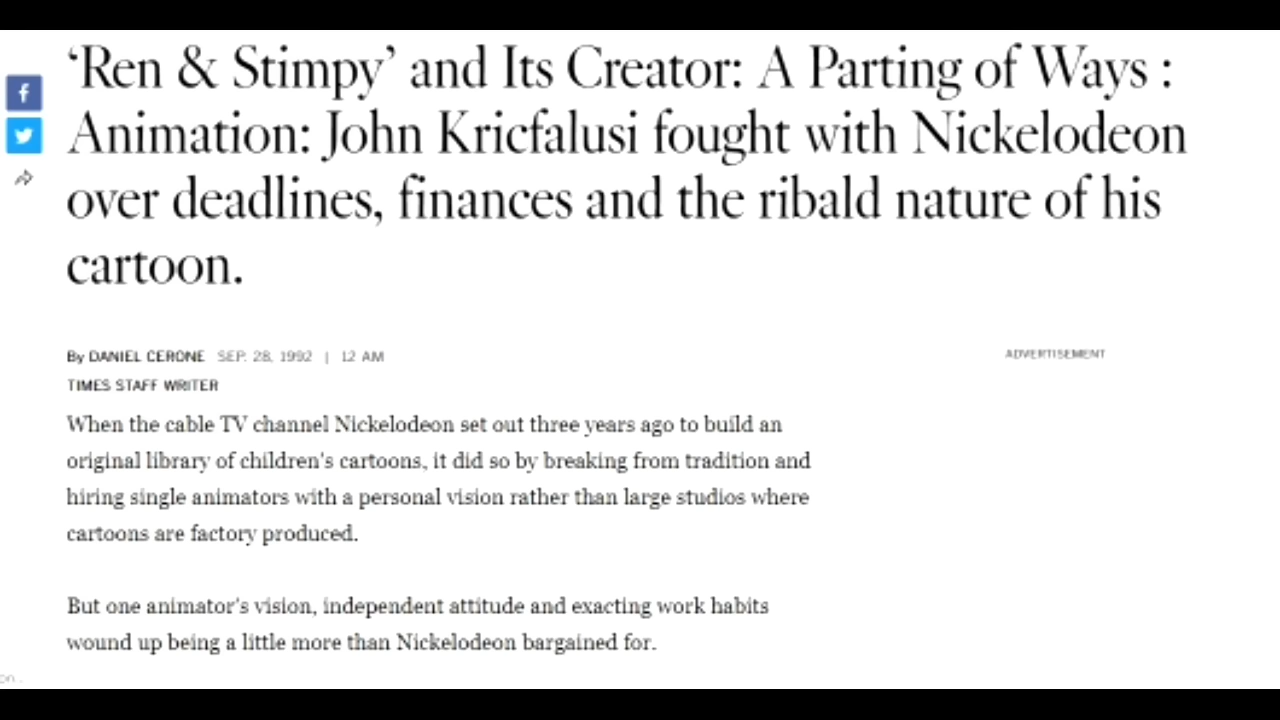 ‘Ren & Stimpy’ and Its Creator: A Parting of Ways :
Animation: John Kricfalusi fought with Nickelodeon
over deadlines, finances and the ribald nature of his
cartoon.
By DANIEL CERONE SEP. 28, 1992 | 12 AM
ADVERTISEMENT
TIMES STAFF WRITER
When the cable TV channel Nickelodeon set out three years ago to build an
original library of children's cartoons, it did so by breaking from tradition and
hiring single animators with a personal vision rather than large studios where
cartoons are factory produced.
But one animator's vision, independent attitude and exacting work habits
wound up being a little more than Nickelodeon bargained for.